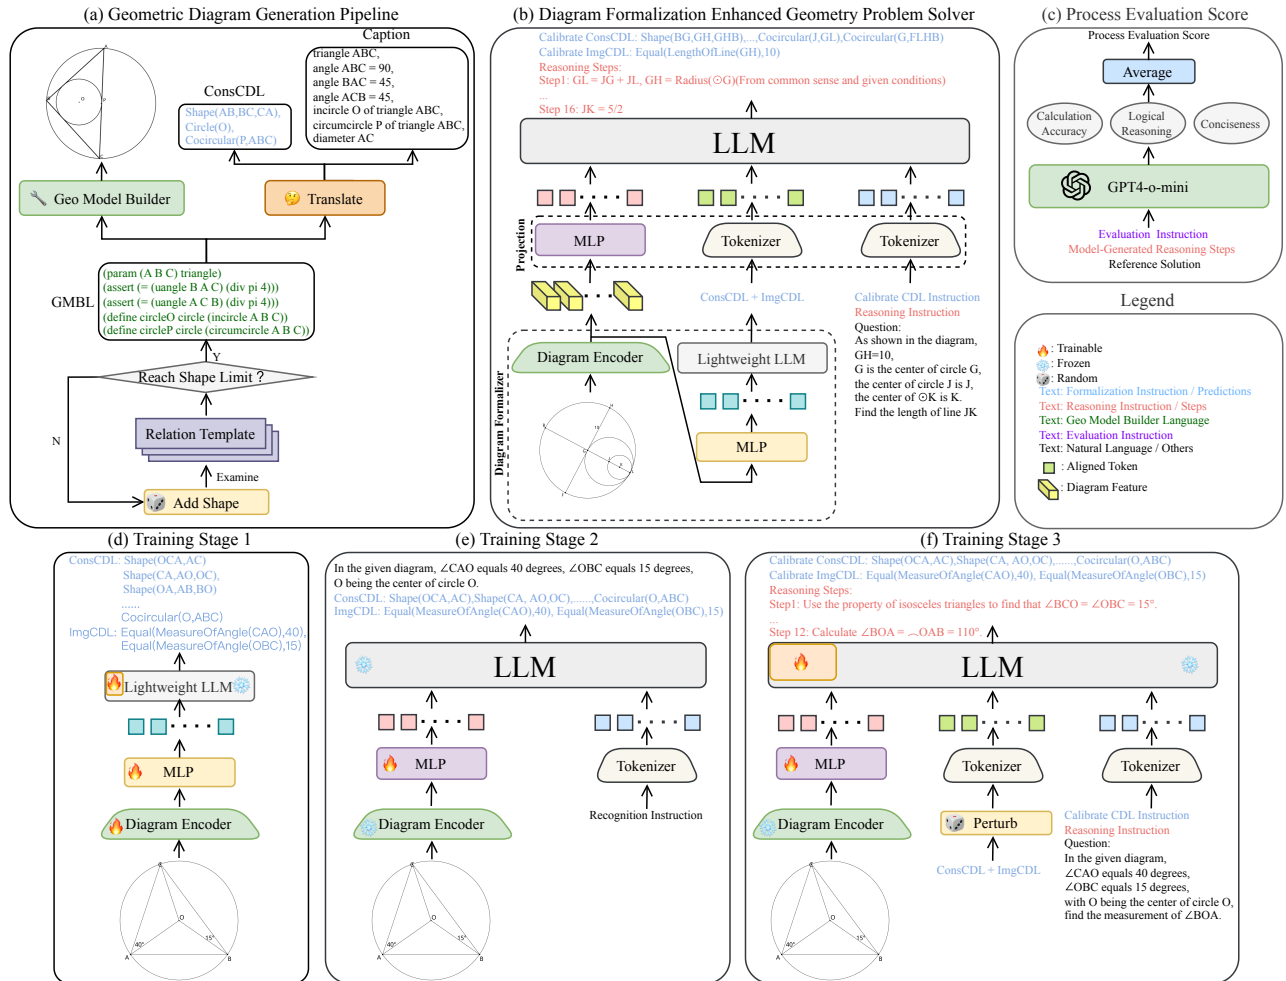 (a) Geometric Diagram Generation Pipeline
Caption
ConsCDL
Shape(AB,BC,CA),
Circle(O),
Cocircular(P,ABC)
triangle ABC,
angle ABC = 90,
angle BAC = 45,
angle ACB = 45,
incircle O of triangle ABC,
circumcircle P of triangle ABC,
diameter AC
Geo Model Builder
Translate
GMBL
(param (A B C) triangle)
(assert (= (uangle B A C) (div pi 4)))
(assert (= (uangle A C B) (div pi 4)))
(define circleO circle (incircle A B C))
(define circleP circle (circumcircle A B C))
Y
Reach Shape Limit ?
N
Relation Template
Examine
Add Shape
(b) Diagram Formalization Enhanced Geometry Problem Solver
Calibrate ConsCDL: Shape(BG,GH,GHB),...,Cocircular(J,GL),Cocircular(G,FLHB)
Calibrate ImgCDL: Equal(LengthOfLine(GH),10)
Reasoning Steps:
Step1: GL = JG + JL, GH = Radius(⊙G)(From common sense and given conditions)
...
Step 16: JK = 5/2
LLM
Projection
MLP
Tokenizer
Tokenizer
ConsCDL + ImgCDL
Calibrate CDL Instruction
Reasoning Instruction
Question:
As shown in the diagram,
GH=10,
G is the center of circle G,
the center of circle J is J,
the center of ⊙K is K.
Find the length of line JK
Diagram Formalizer
Diagram Encoder
Lightweight LLM
MLP
(c) Process Evaluation Score
Process Evaluation Score
Average
Calculation
Accuracy
Logical
Reasoning
Conciseness
GPT4-o-mini
Evaluation Instruction
Model-Generated Reasoning Steps
Reference Solution
Legend
: Trainable
: Frozen
: Random
Text: Formalization Instruction / Predictions
Text: Reasoning Instruction / Steps
Text: Geo Model Builder Language
Text: Evaluation Instruction
Text: Natural Language / Others
: Aligned Token
: Diagram Feature
(d) Training Stage 1
ConsCDL: Shape(OCA,AC)
Shape(CA,AO,OC),
Shape(OA,AB,BO)
......
Cocircular(O,ABC)
ImgCDL: Equal(MeasureOfAngle(CAO),40),
Equal(MeasureOfAngle(OBC),15)
Lightweight LLM
MLP
Diagram Encoder
C
O
40°
15°
A
B
(e) Training Stage 2
In the given diagram, ∠CAO equals 40 degrees, ∠OBC equals 15 degrees,
O being the center of circle O.
ConsCDL: Shape(OCA,AC),Shape(CA, AO,OC),......,Cocircular(O,ABC)
ImgCDL: Equal(MeasureOfAngle(CAO),40), Equal(MeasureOfAngle(OBC),15)
LLM
MLP
Tokenizer
Diagram Encoder
Recognition Instruction
C
O
40°
15°
A
B
(f) Training Stage 3
Calibrate ConsCDL: Shape(OCA,AC),Shape(CA, AO,OC),......,Cocircular(O,ABC)
Calibrate ImgCDL: Equal(MeasureOfAngle(CAO),40), Equal(MeasureOfAngle(OBC),15)
Reasoning Steps:
Step1: Use the property of isosceles triangles to find that ∠BCO = ∠OBC = 15°.
...
Step 12: Calculate ∠BOA = ⌒OAB = 110°.
LLM
MLP
Tokenizer
Tokenizer
Diagram Encoder
Perturb
ConsCDL + ImgCDL
Calibrate CDL Instruction
Reasoning Instruction
Question:
In the given diagram,
∠CAO equals 40 degrees,
∠OBC equals 15 degrees,
with O being the center of circle O,
find the measurement of ∠BOA.
C
O
40°
15°
A
B